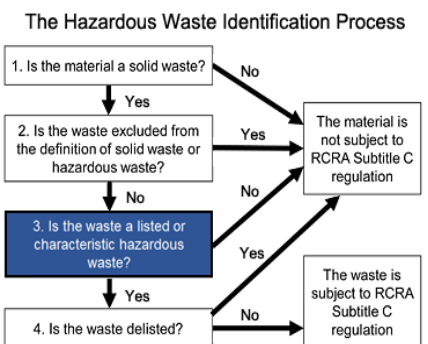 The Hazardous Waste Identification Process
1. Is the material a solid waste?
No
Yes
2. Is the waste excluded from
the definition of solid waste or
hazardous waste?
Yes
The material is
not subject to
RCRA Subtitle C
regulation
No
3. Is the waste a listed or
characteristic hazardous
waste?
No
Yes
Yes
4. Is the waste delisted?
No
The waste is
subject to RCRA
Subtitle C
regulation